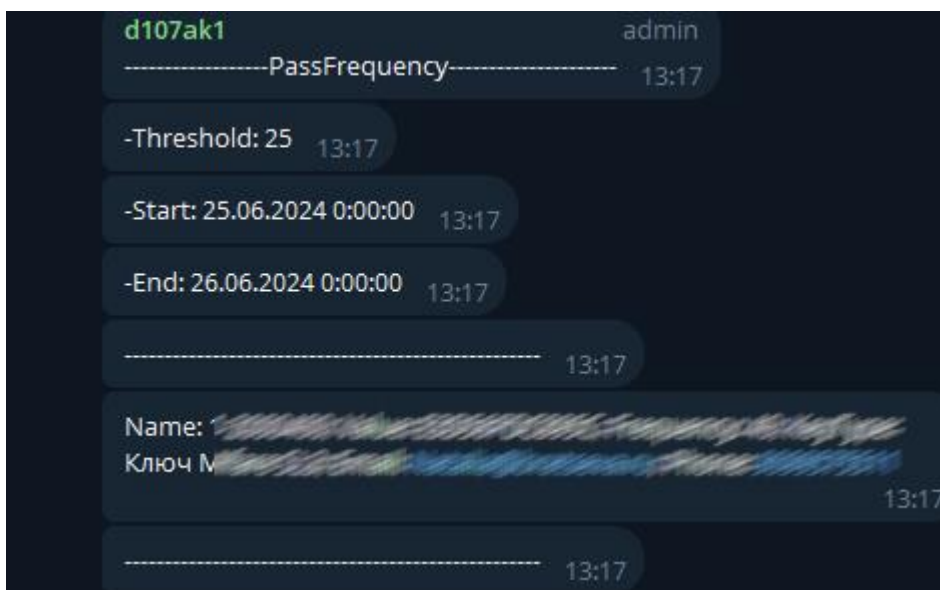 d107ak1 admin
------------------PassFrequency--------------------- 13:17
-Threshold: 25 13:17
-Start: 25.06.2024 0:00:00 13:17
-End: 26.06.2024 0:00:00 13:17
---------------------------------------------------- 13:17
Name:
Ключ
13:17
---------------------------------------------------- 13:17